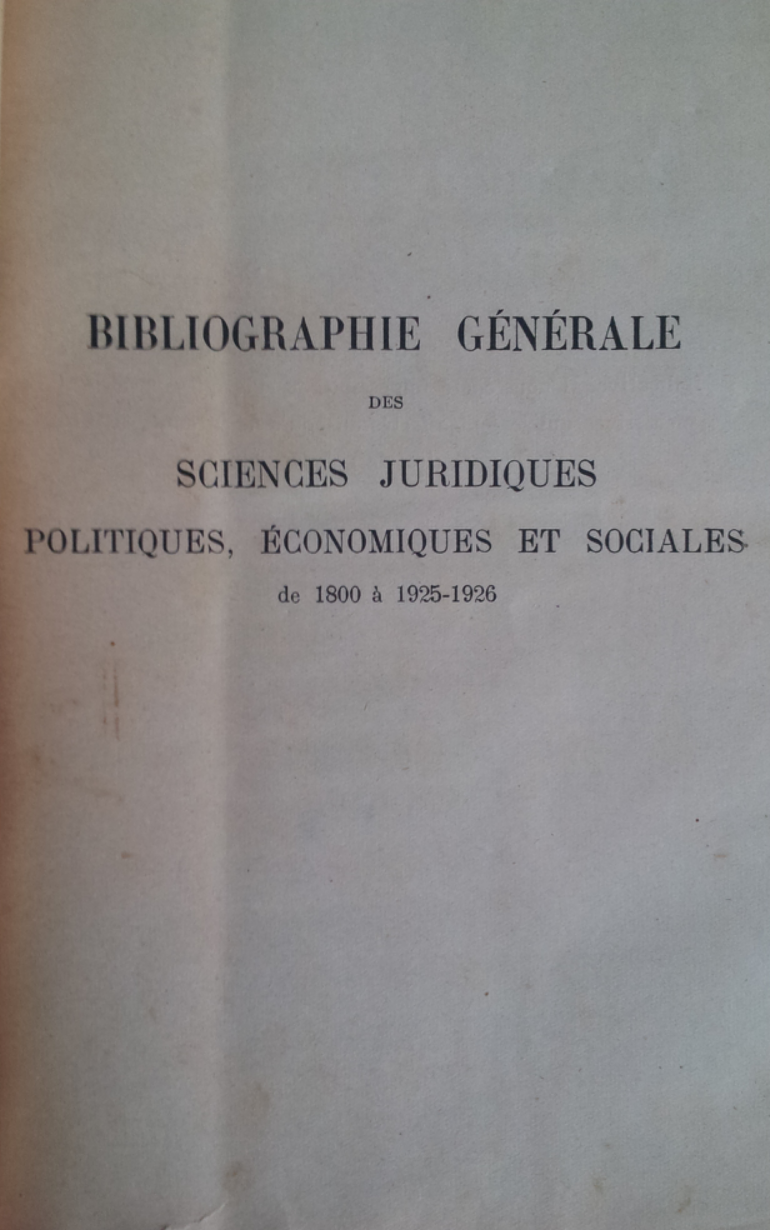 BIBLIOGRAPHIE GÉNÉRALE
DES
SCIENCES JURIDIQUES
POLITIQUES, ÉCONOMIQUES ET SOCIALES
de 1800 à 1925-1926